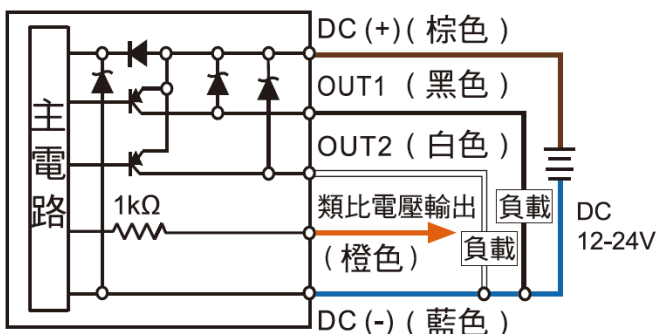 DC (+) ( 棕色 )
OUT1 ( 黑色 )
主電路
OUT2 ( 白色 )
1kΩ
類比電壓輸出
負載
DC
12-24V
( 橙色 )
負載
DC (-) ( 藍色 )